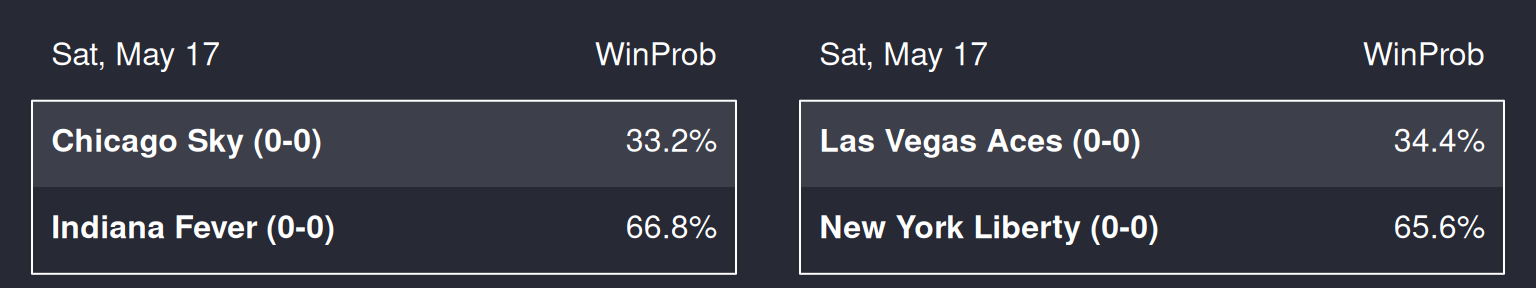 Sat, May 17 WinProb
Chicago Sky (0-0) 33.2%
Indiana Fever (0-0) 66.8%
Sat, May 17 WinProb
Las Vegas Aces (0-0) 34.4%
New York Liberty (0-0) 65.6%